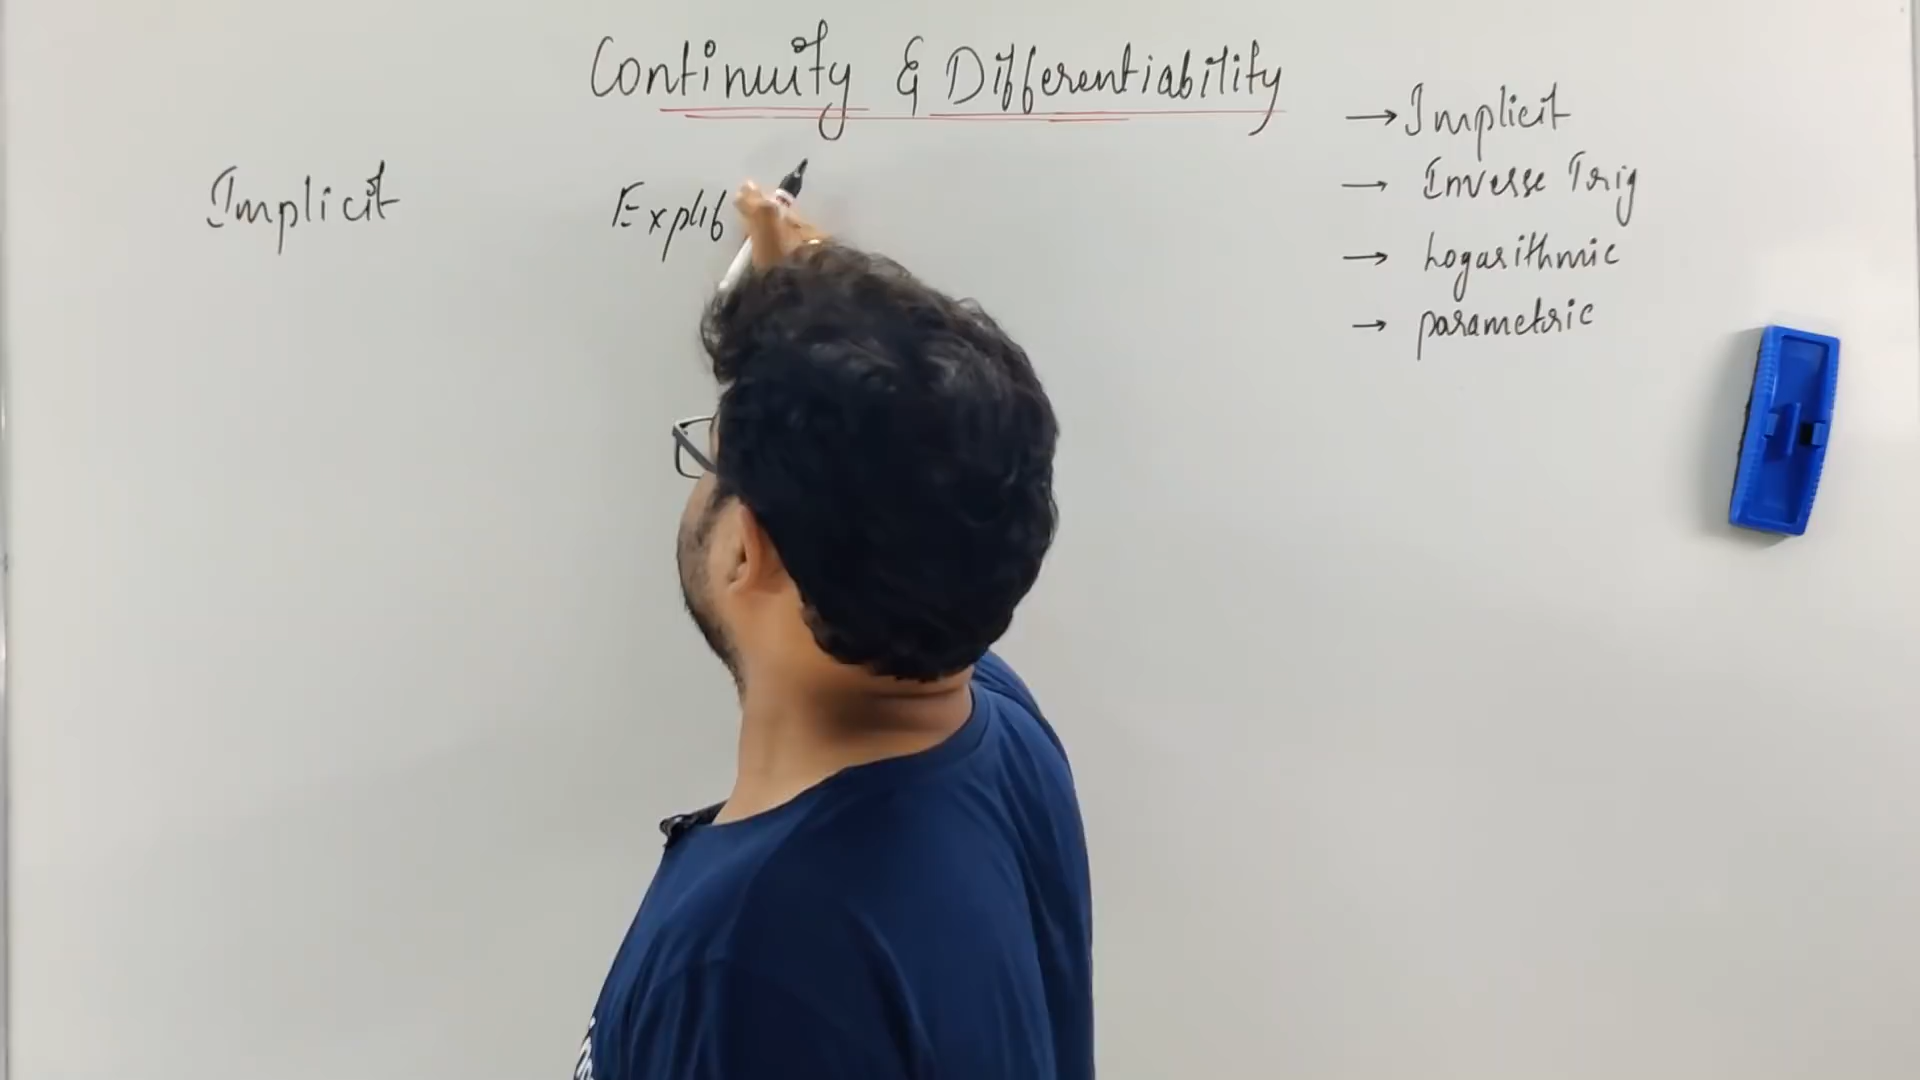 Continuity & Differentiability
→ Implicit
→ Inverse Trig
→ Logarithmic
→ parametric
Implicit